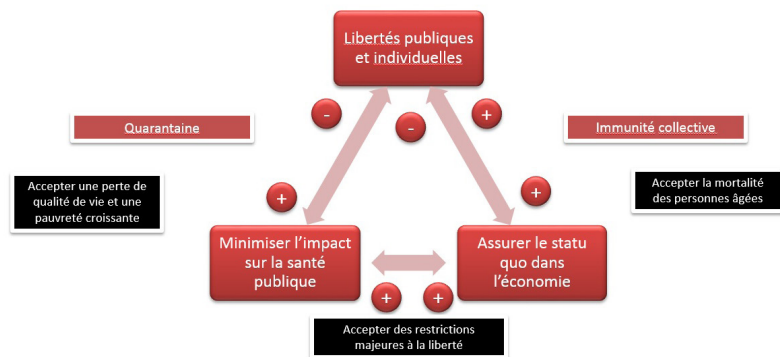 Libertés publiques
et individuelles
-
-
+
Quarantaine
Immunité collective
Accepter une perte de
qualité de vie et une
pauvreté croissante
Accepter la mortalité
des personnes âgées
+
+
Minimiser l'impact
sur la santé
publique
Assurer le statu
quo dans
l'économie
+
+
Accepter des restrictions
majeures à la liberté